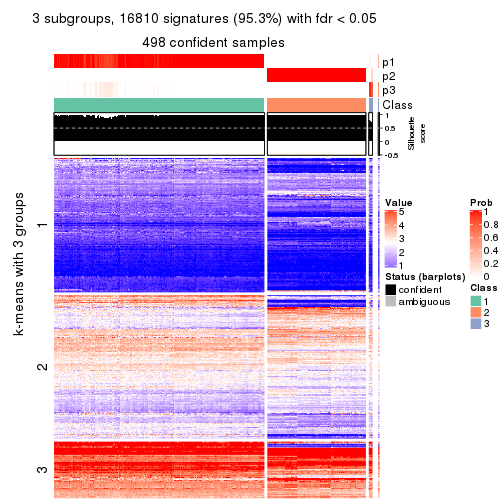 3 subgroups, 16810 signatures (95.3%) with fdr < 0.05
498 confident samples
p1
p2
p3
Class
1
0.5
0
-0.5
Silhouette
score
k-means with 3 groups
1
2
3
Value
5
4
3
2
1
Status (barplots)
confident
ambiguous
Prob
1
0.8
0.6
0.4
0.2
0
Class
1
2
3